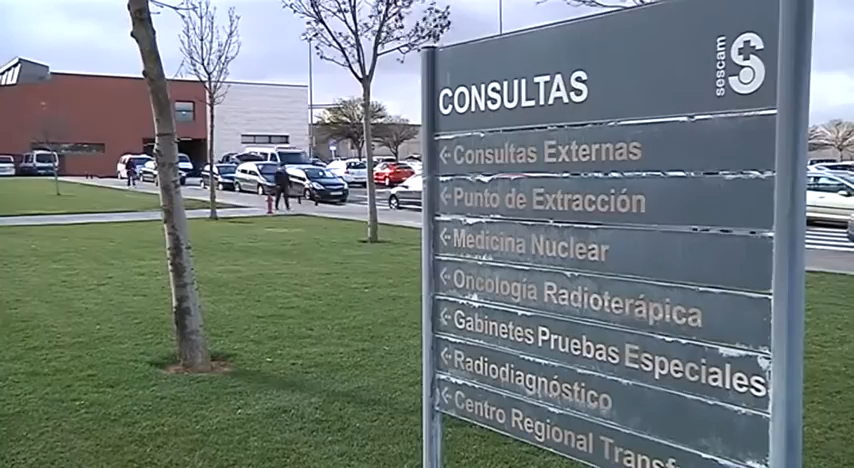 CONSULTAS
sescam
Consultas Externas
Punto de Extracción
Medicina Nuclear
Oncología Radioterápica
Gabinetes Pruebas Especiales
Radiodiagnóstico
Centro Regional